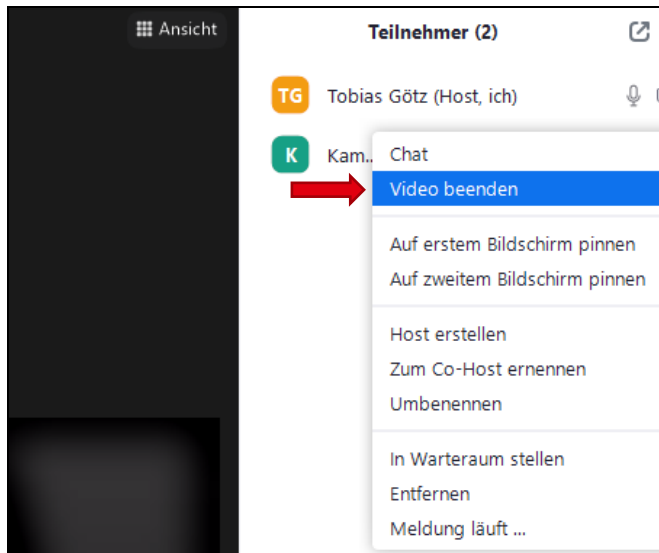 Ansicht
Teilnehmer (2)
TG Tobias Götz (Host, ich)
K Kam..
Chat
Video beenden
Auf erstem Bildschirm pinnen
Auf zweitem Bildschirm pinnen
Host erstellen
Zum Co-Host ernennen
Umbenennen
In Warteraum stellen
Entfernen
Meldung läuft ...